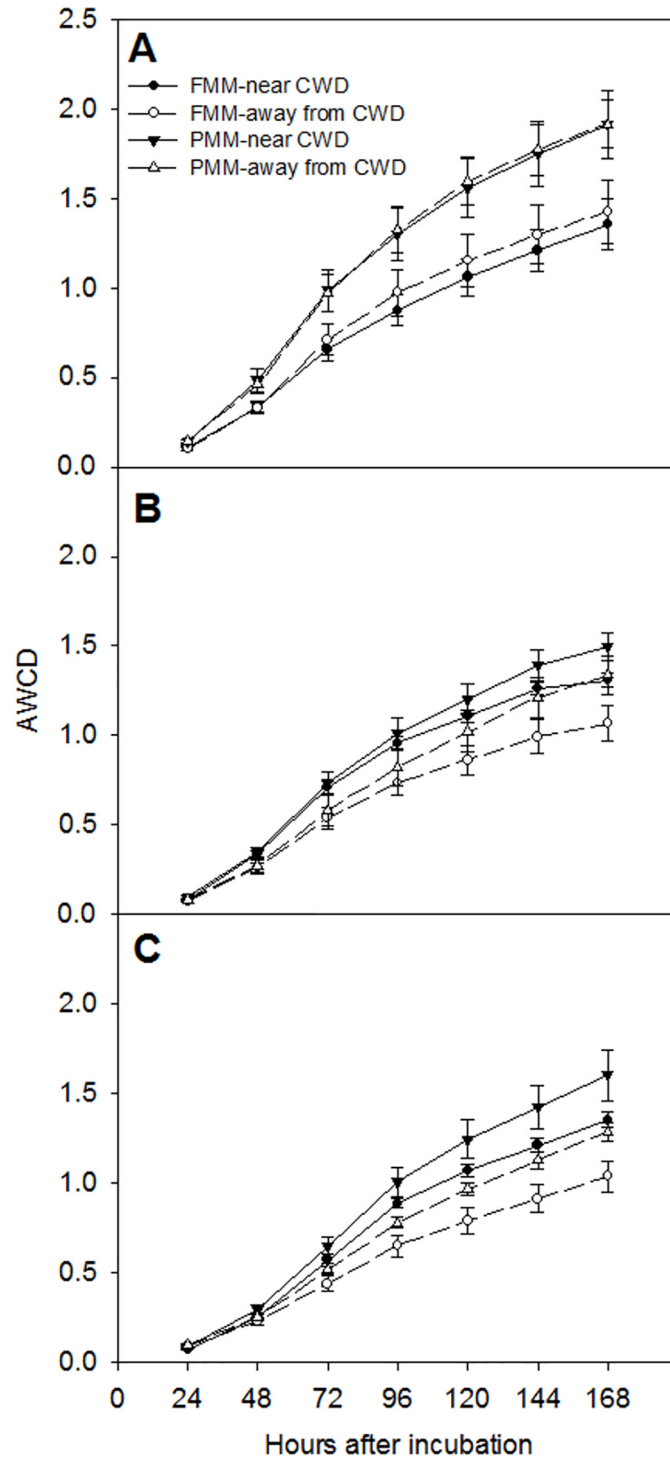 2.5
A
FMM-near CWD
FMM-away from CWD
PMM-near CWD
PMM-away from CWD
2.0
1.5
1.0
0.5
0.0
B
2.0
1.5
1.0
0.5
0.0
AWCD
C
2.0
1.5
1.0
0.5
0.0
0 24 48 72 96 120 144 168
Hours after incubation